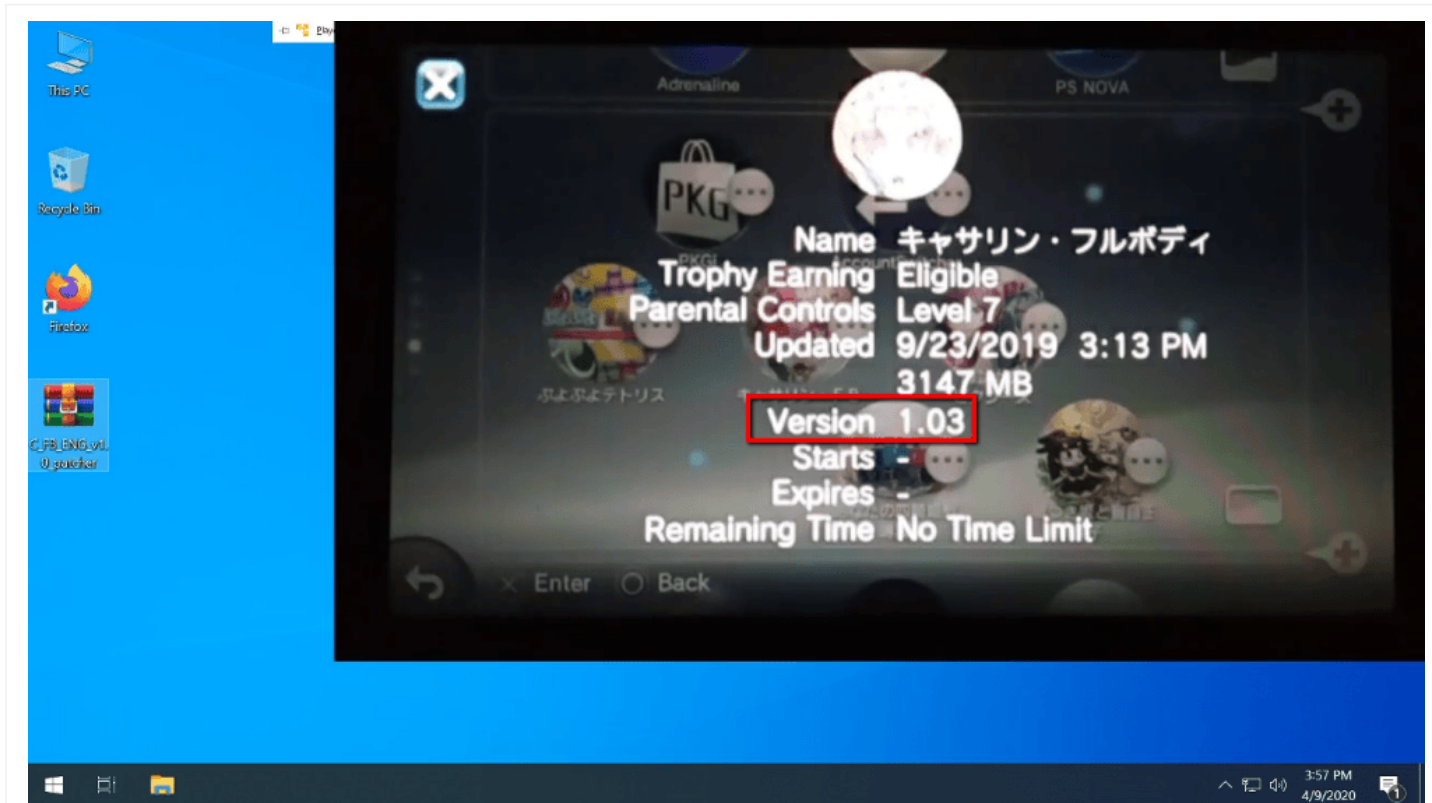 This PC
Recycle Bin
Firefox
C_FB_ENG_v1.
0_patcher
Adrenaline
PS NOVA
PKG
PKGi
Name キャサリン・フルボディ
Trophy Earning Eligible
Parental Controls Level 7
Updated 9/23/2019 3:13 PM
3147 MB
ぷよぷよテトリス
Version 1.03
Starts -
Expires -
Remaining Time No Time Limit
Enter
Back
3:57 PM
4/9/2020
1